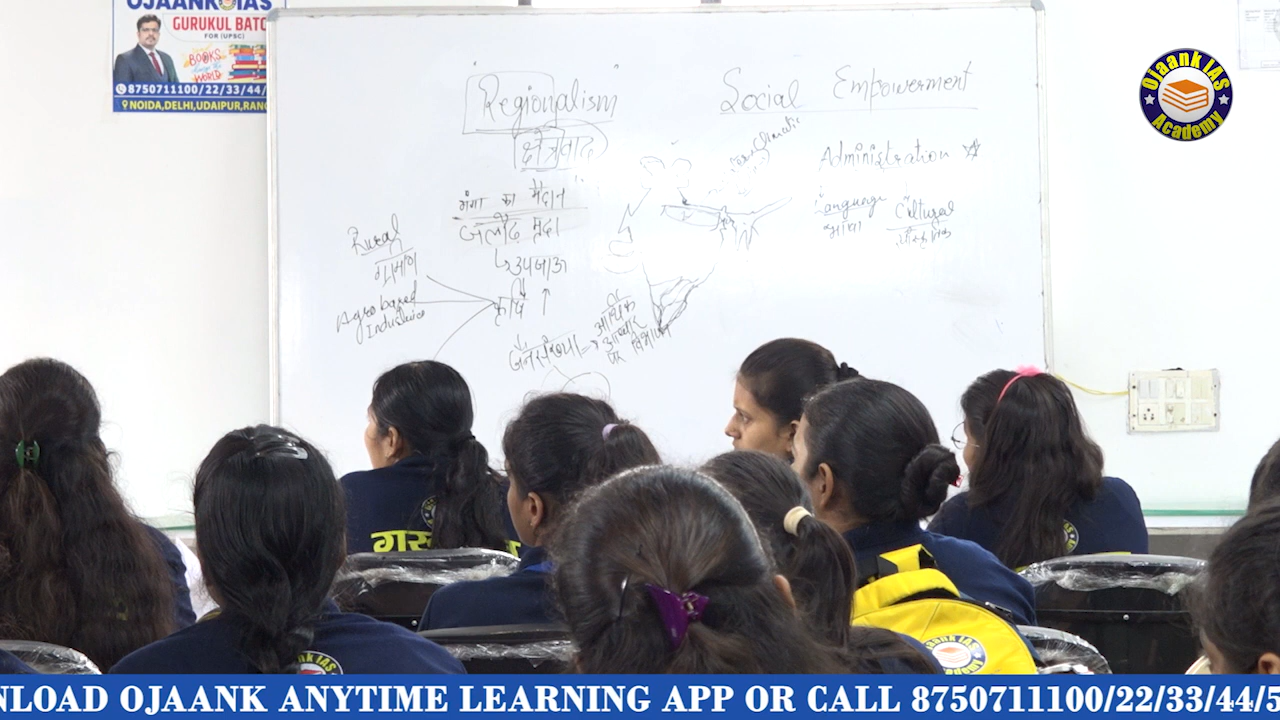 OJAANK IAS
GURUKUL BATC
FOR (UPSC)
BOOKS
WORLD
8750711100/22/33/44/
NOIDA,DELHI,UDAIPUR,RANC
Regionalism
क्षेत्रवाद
गंगा का मैदान
जलोढ़ मृदा
उपजाऊ
कृषि
Rural
ग्रामीण
Agro based
Industries
जनसंख्या
आर्थिक
आधार
पर विभाजन
Social Empowerment
Administration
Language
भाषा
Cultural
Ojaank IAS
Academy
NLOAD OJAANK ANYTIME LEARNING APP OR CALL 8750711100/22/33/44/5